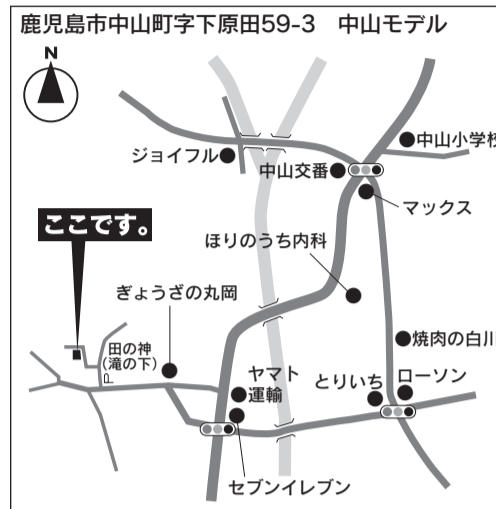 鹿児島市中山町字下原田59-3　中山モデル
N
ジョイフル
中山小学校
中山交番
マックス
ここです。
ほりのうち内科
ぎょうざの丸岡
田の神
(滝の下)
P
焼肉の白川
ヤマト
運輸
とりいち
ローソン
セブンイレブン